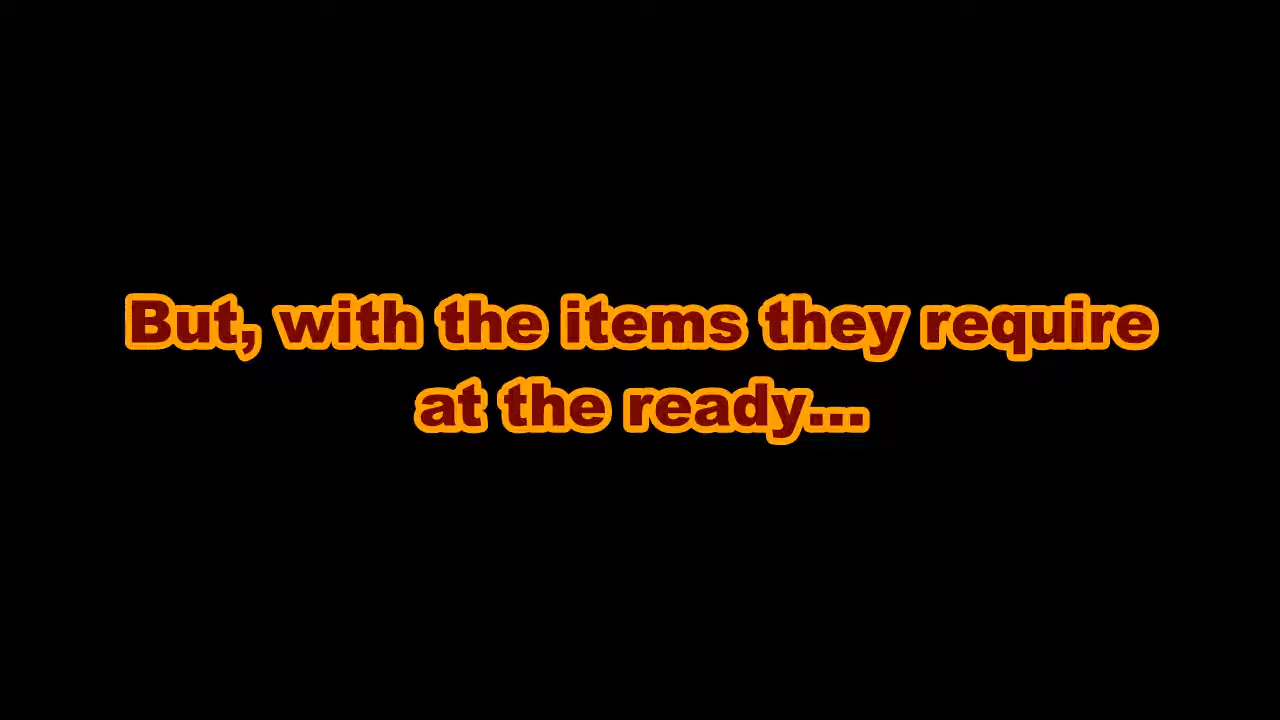 But, with the items they require
at the ready...